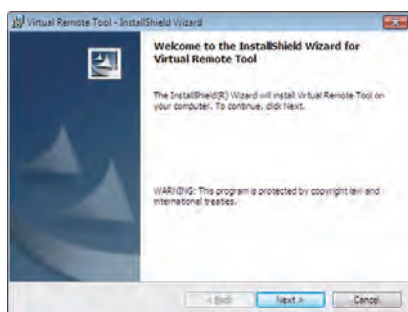 Virtual Remote Tool - InstallShield Wizard
Welcome to the InstallShield Wizard for
Virtual Remote Tool
The InstallShield(R) Wizard will install Virtual Remote Tool on
your computer. To continue, click Next.
WARNING: This program is protected by copyright law and
international treaties.
< Back
Next >
Cancel